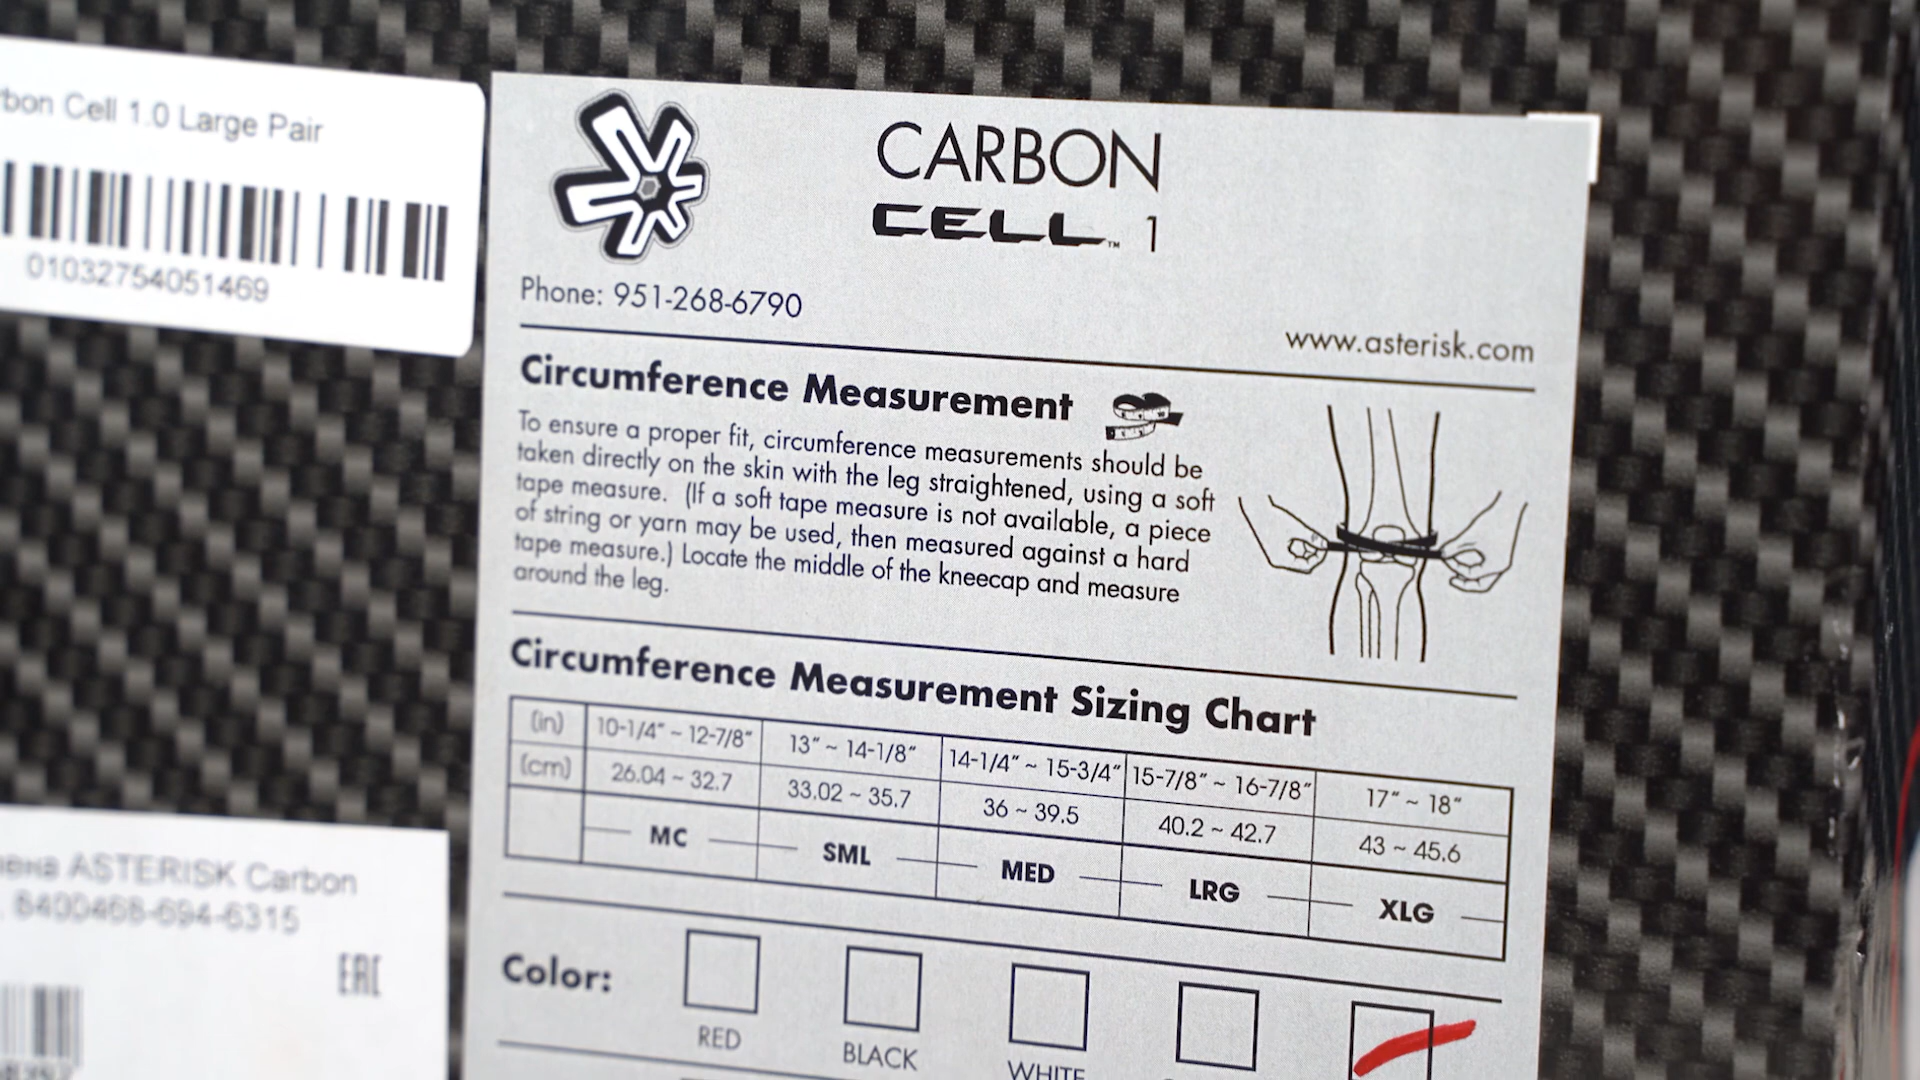 Cell 1.0 Large Pair
01032754051469
CARBON
CELL™ 1
Phone: 951-268-6790
www.asterisk.com
Circumference Measurement
To ensure a proper fit, circumference measurements should be
taken directly on the skin with the leg straightened, using a soft
tape measure. (If a soft tape measure is not available, a piece
of string or yarn may be used, then measured against a hard
tape measure.) Locate the middle of the kneecap and measure
around the leg.
Circumference Measurement Sizing Chart
(in) 10-1/4" ~ 12-7/8" 13" ~ 14-1/8" 14-1/4" ~ 15-3/4" 15-7/8" ~ 16-7/8" 17" ~ 18"
(cm) 26.04 ~ 32.7 33.02 ~ 35.7 36 ~ 39.5 40.2 ~ 42.7 43 ~ 45.6
MC SML MED LRG XLG
ASTERISK Carbon
6400468-694-6315
EAC
Color:
RED BLACK WHITE